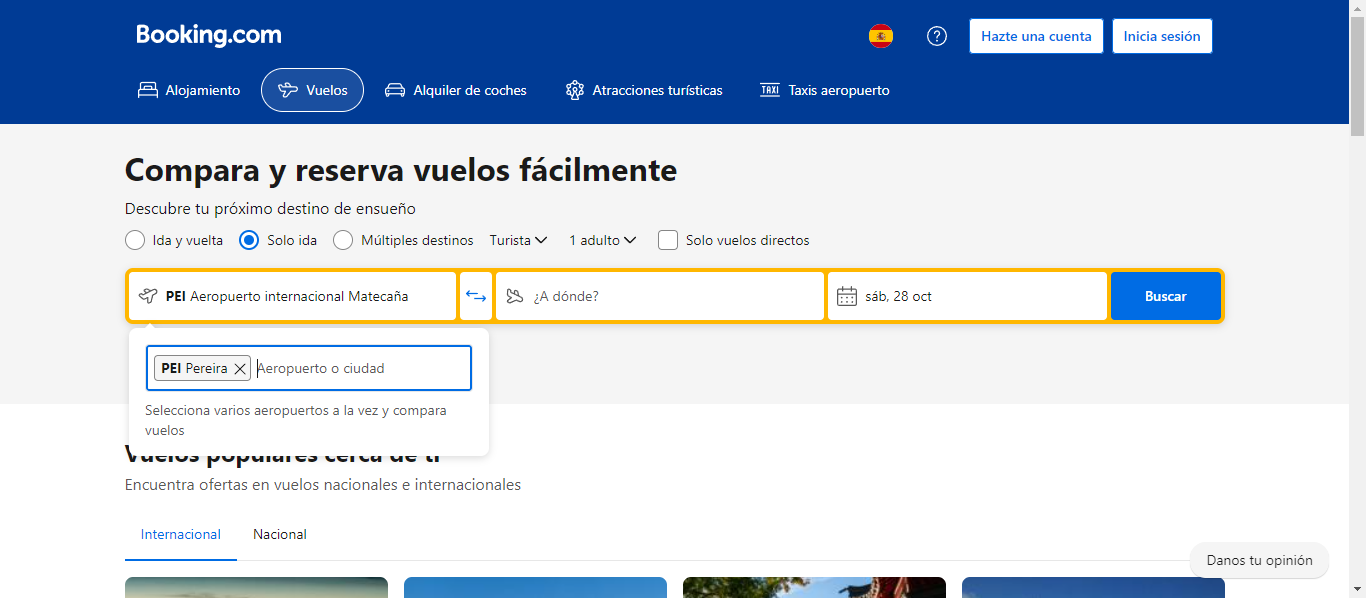 Booking.com
Hazte una cuenta
Inicia sesión
Alojamiento
Vuelos
Alquiler de coches
Atracciones turísticas
TAXI Taxis aeropuerto
Compara y reserva vuelos fácilmente
Descubre tu próximo destino de ensueño
Ida y vuelta
Solo ida
Múltiples destinos
Turista
1 adulto
Solo vuelos directos
PEI Aeropuerto internacional Matecaña
¿A dónde?
sáb, 28 oct
Buscar
PEI Pereira
Aeropuerto o ciudad
Selecciona varios aeropuertos a la vez y compara
vuelos
Vuelos populares cerca de ti
Encuentra ofertas en vuelos nacionales e internacionales
Internacional
Nacional
Danos tu opinión